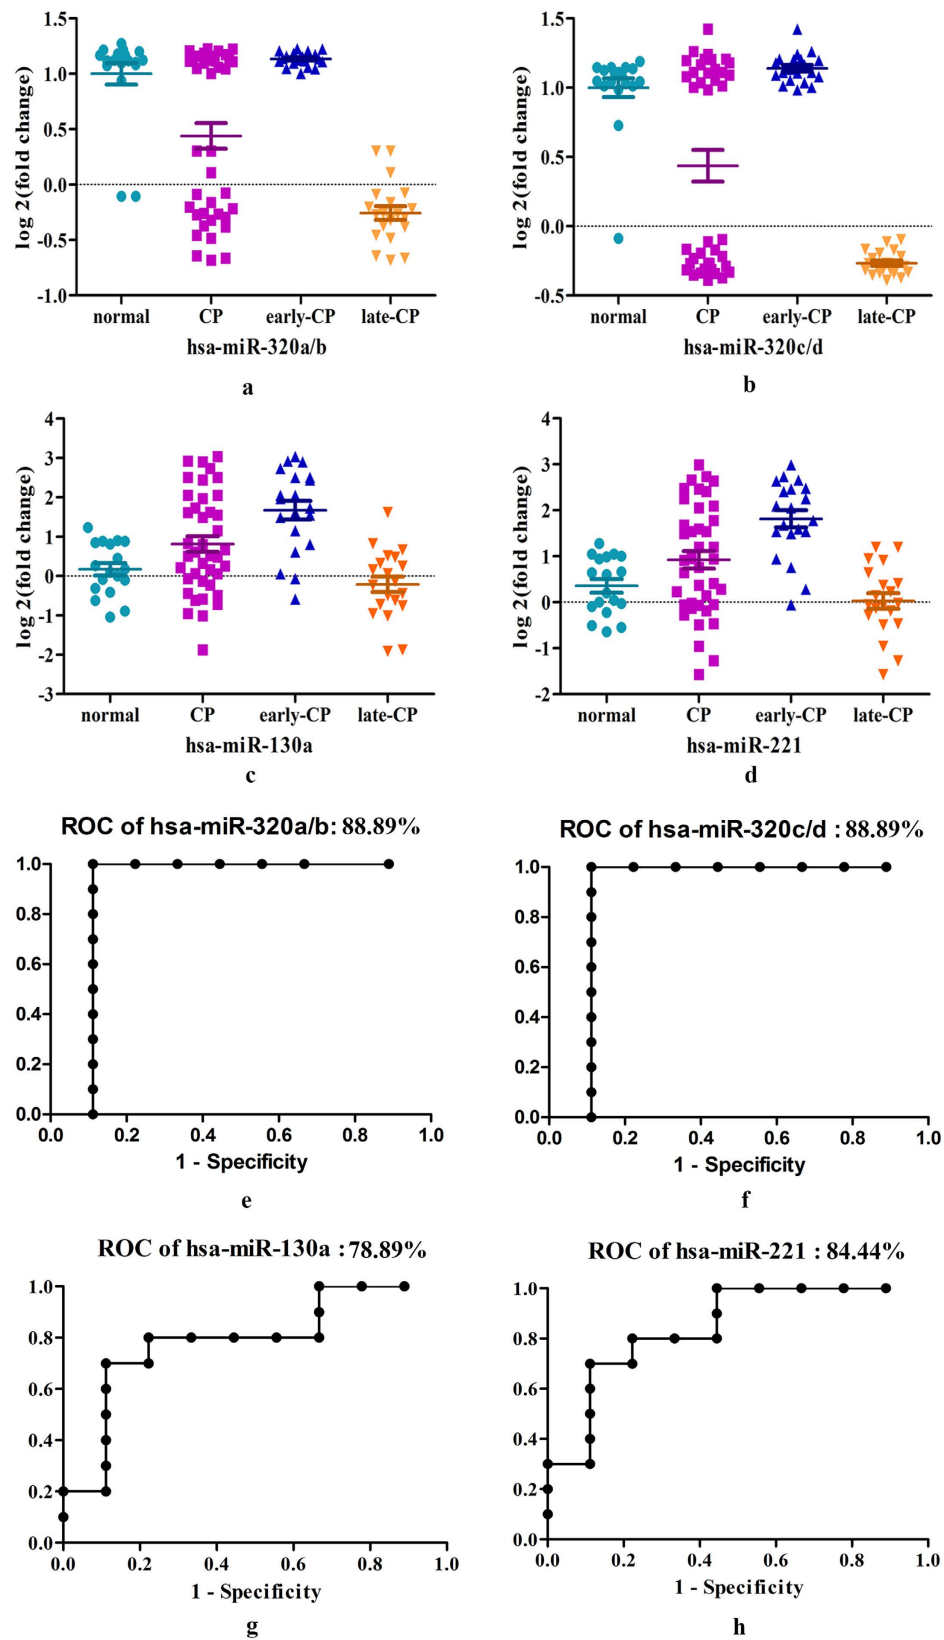 1.5
1.0
0.5
0.0
-0.5
-1.0
log 2(fold change)
normal CP early-CP late-CP
hsa-miR-320a/b
a
1.5
1.0
0.5
0.0
-0.5
log 2(fold change)
normal CP early-CP late-CP
hsa-miR-320c/d
b
4
3
2
1
0
-1
-2
-3
log 2(fold change)
normal CP early-CP late-CP
hsa-miR-130a
c
4
3
2
1
0
-1
-2
log 2(fold change)
normal CP early-CP late-CP
hsa-miR-221
d
ROC of hsa-miR-320a/b: 88.89%
1.0
0.8
0.6
0.4
0.2
0.0
0.0 0.2 0.4 0.6 0.8 1.0
1 - Specificity
e
ROC of hsa-miR-320c/d : 88.89%
1.0
0.8
0.6
0.4
0.2
0.0
0.0 0.2 0.4 0.6 0.8 1.0
1 - Specificity
f
ROC of hsa-miR-130a : 78.89%
1.0
0.8
0.6
0.4
0.2
0.0
0.0 0.2 0.4 0.6 0.8 1.0
1 - Specificity
g
ROC of hsa-miR-221 : 84.44%
1.0
0.8
0.6
0.4
0.2
0.0
0.0 0.2 0.4 0.6 0.8 1.0
1 - Specificity
h